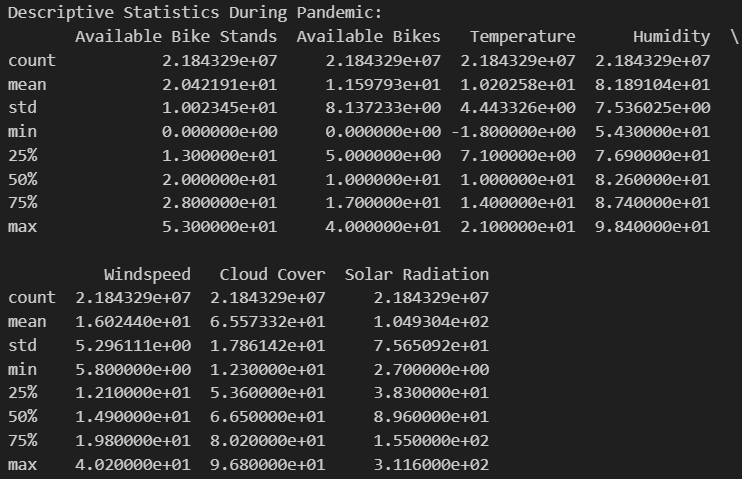 Descriptive Statistics During Pandemic:
       Available Bike Stands  Available Bikes   Temperature      Humidity  \
count           2.184329e+07     2.184329e+07  2.184329e+07  2.184329e+07
mean            2.042191e+01     1.159793e+01  1.020258e+01  8.189104e+01
std             1.002345e+01     8.137233e+00  4.443326e+00  7.536025e+00
min             0.000000e+00     0.000000e+00 -1.800000e+00  5.430000e+01
25%             1.300000e+01     5.000000e+00  7.100000e+00  7.690000e+01
50%             2.000000e+01     1.000000e+01  1.000000e+01  8.260000e+01
75%             2.800000e+01     1.700000e+01  1.400000e+01  8.740000e+01
max             5.300000e+01     4.000000e+01  2.100000e+01  9.840000e+01

          Windspeed   Cloud Cover  Solar Radiation
count  2.184329e+07  2.184329e+07     2.184329e+07
mean   1.602440e+01  6.557332e+01     1.049304e+02
std    5.296111e+00  1.786142e+01     7.565092e+01
min    5.800000e+00  1.230000e+01     2.700000e+00
25%    1.210000e+01  5.360000e+01     3.830000e+01
50%    1.490000e+01  6.650000e+01     8.960000e+01
75%    1.980000e+01  8.020000e+01     1.550000e+02
max    4.020000e+01  9.680000e+01     3.116000e+02